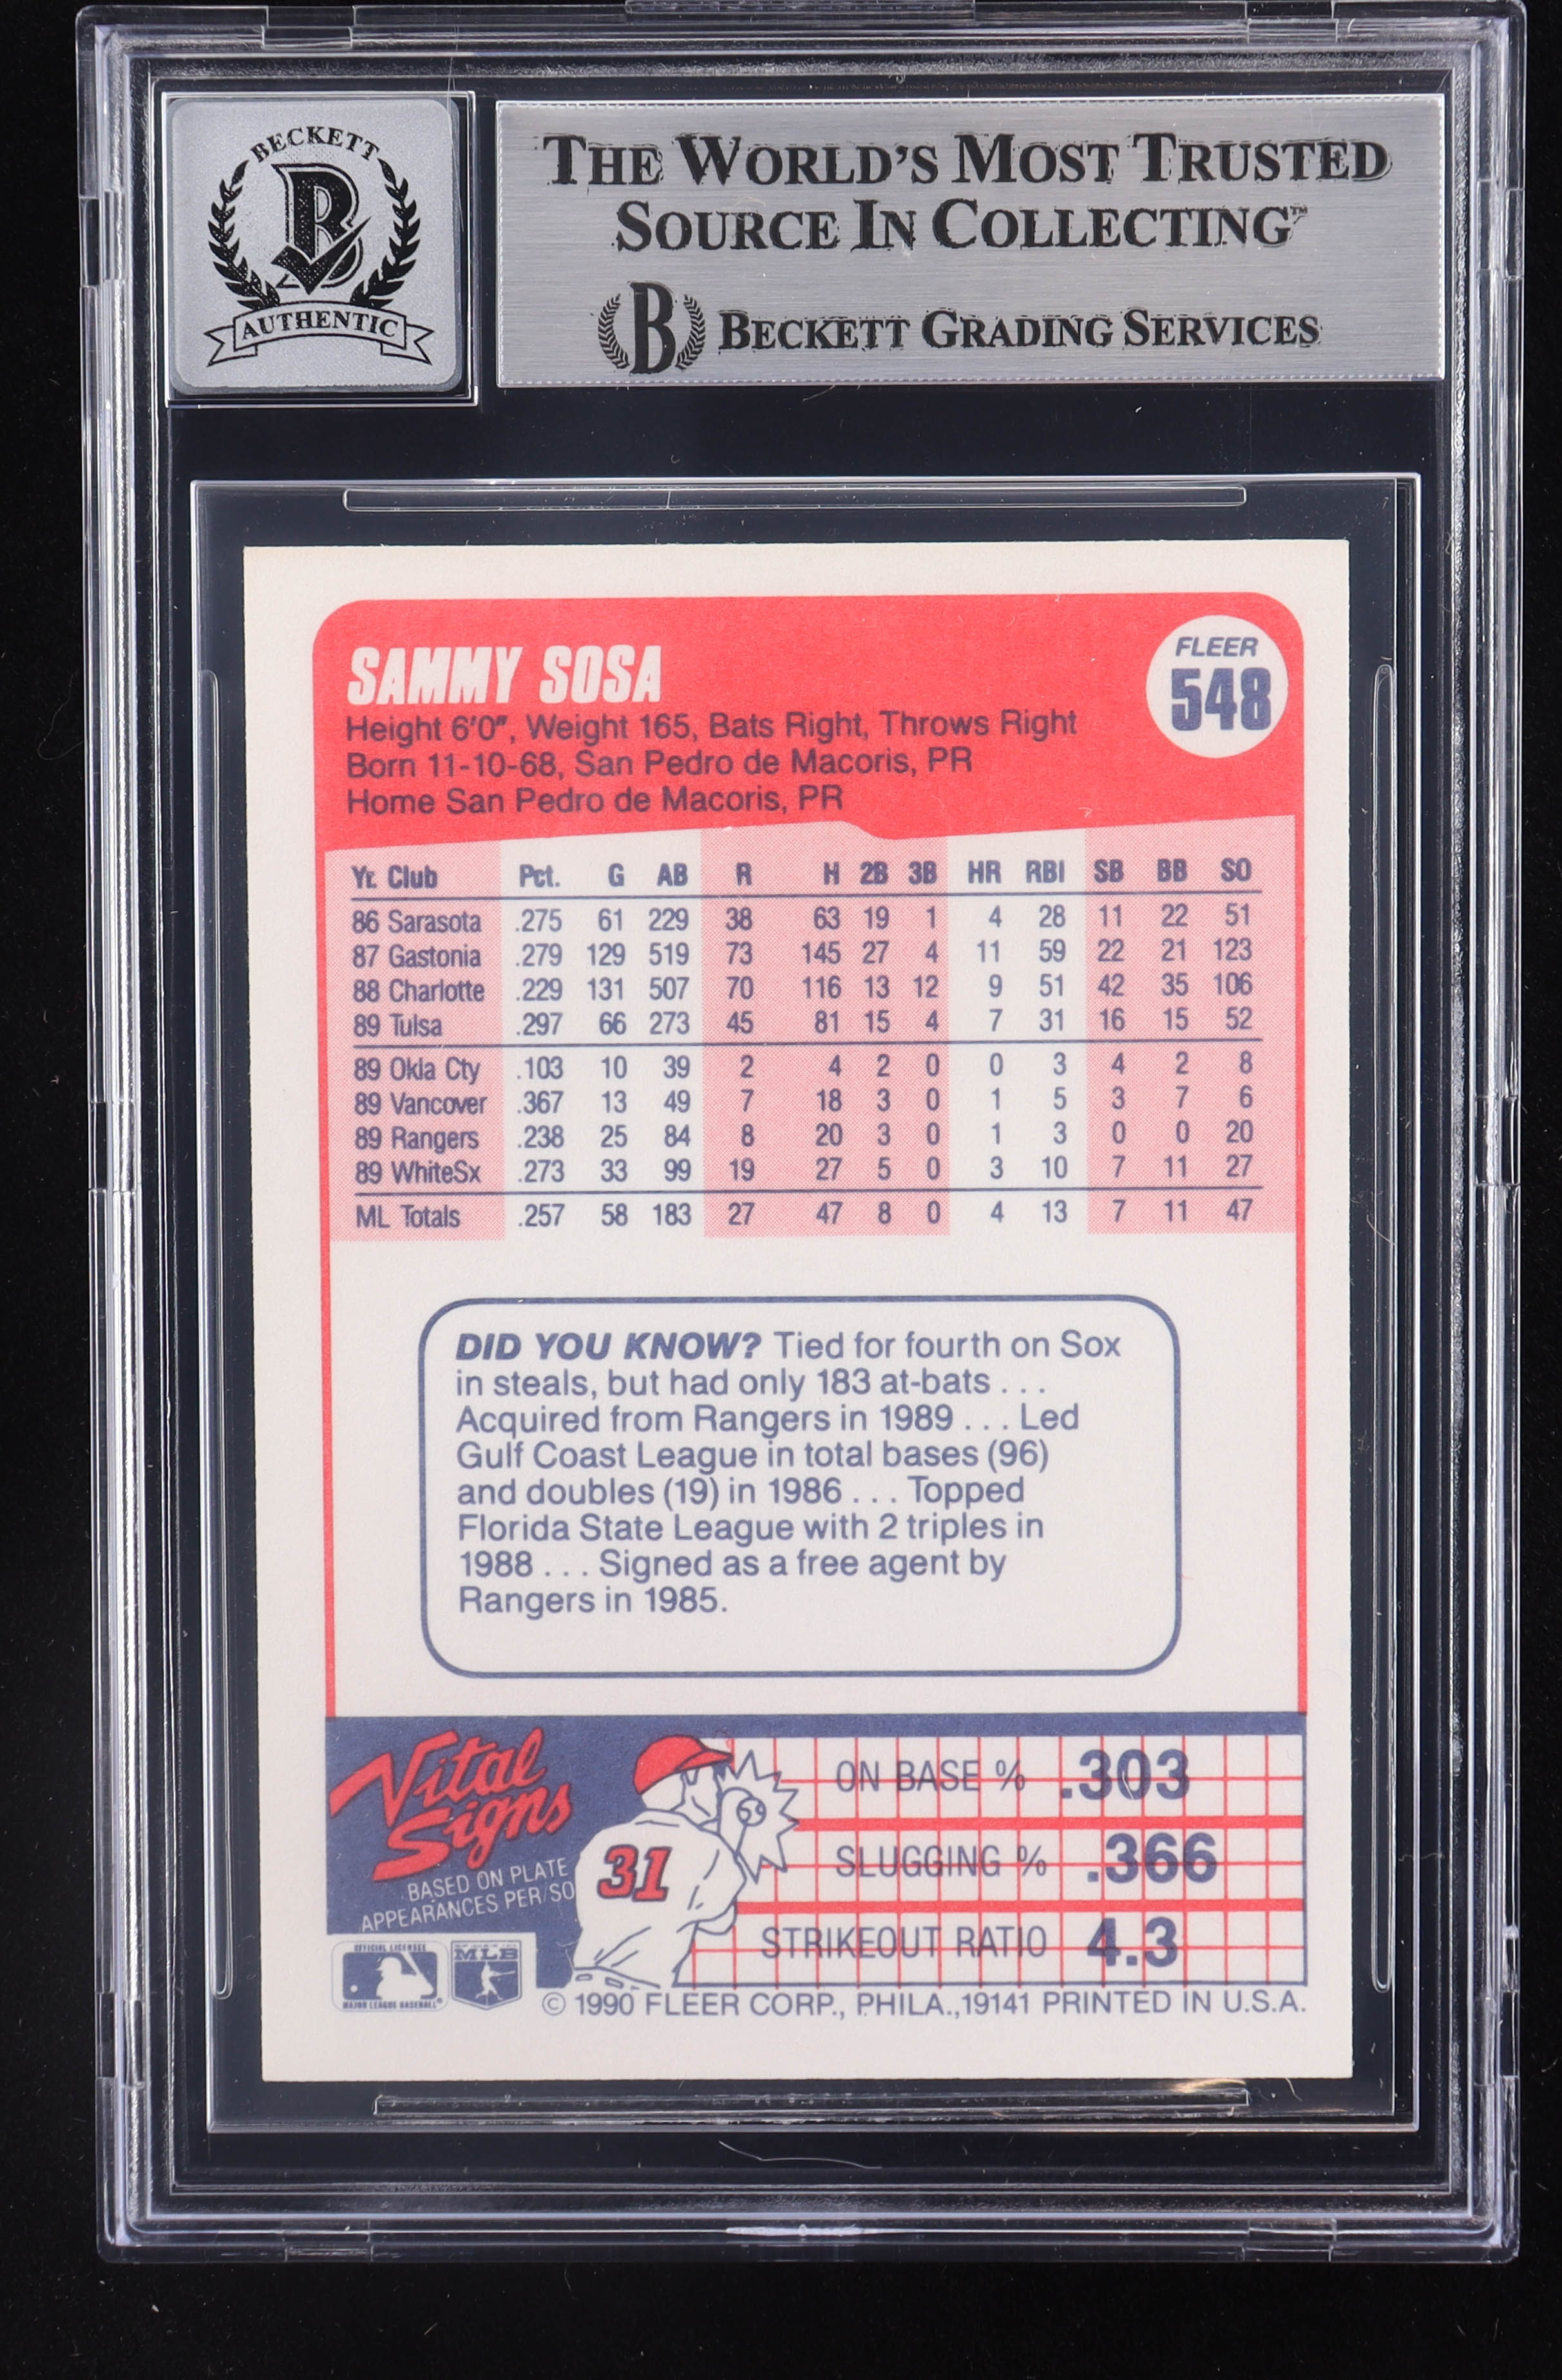 BECKETT
B
AUTHENTIC
THE WORLD'S MOST TRUSTED
SOURCE IN COLLECTING™
B BECKETT GRADING SERVICES
SAMMY SOSA
FLEER
548
Height 6'0", Weight 165, Bats Right, Throws Right
Born 11-10-68, San Pedro de Macoris, PR
Home San Pedro de Macoris, PR
Yr. Club Pct. G AB R H 2B 3B HR RBI SB BB SO
86 Sarasota .275 61 229 38 63 19 1 4 28 11 22 51
87 Gastonia .279 129 519 73 145 27 4 11 59 22 21 123
88 Charlotte .229 131 507 70 116 13 12 9 51 42 35 106
89 Tulsa .297 66 273 45 81 15 4 7 31 16 15 52
89 Okla Cty .103 10 39 2 4 2 0 0 3 4 2 8
89 Vancover .367 13 49 7 18 3 0 1 5 3 7 6
89 Rangers .238 25 84 8 20 3 0 1 3 0 0 20
89 WhiteSx .273 33 99 19 27 5 0 3 10 7 11 27
ML Totals .257 58 183 27 47 8 0 4 13 7 11 47
DID YOU KNOW? Tied for fourth on Sox
in steals, but had only 183 at-bats . . .
Acquired from Rangers in 1989 . . . Led
Gulf Coast League in total bases (96)
and doubles (19) in 1986 . . . Topped
Florida State League with 2 triples in
1988 . . . Signed as a free agent by
Rangers in 1985.
Vital
Signs
BASED ON PLATE
APPEARANCES PER/SO
31
ON BASE % .303
SLUGGING % .366
STRIKEOUT RATIO 4.3
OFFICIAL LICENSEE
MAJOR LEAGUE BASEBALL®
MLB
© 1990 FLEER CORP., PHILA.,19141 PRINTED IN U.S.A.